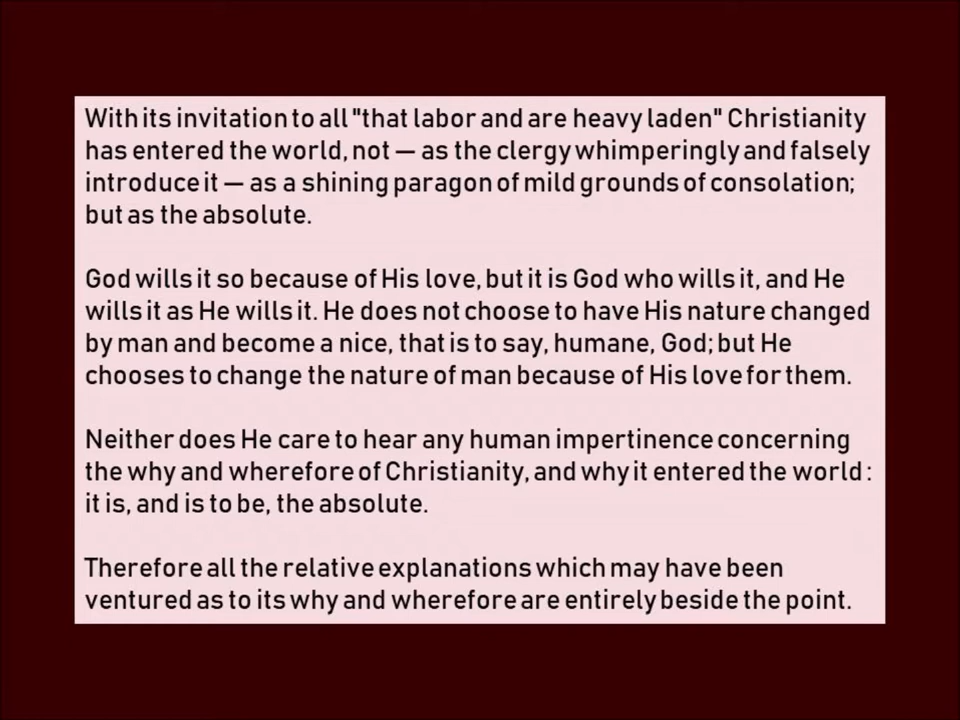 With its invitation to all "that labor and are heavy laden" Christianity
has entered the world, not — as the clergy whimperingly and falsely
introduce it — as a shining paragon of mild grounds of consolation;
but as the absolute.
God wills it so because of His love, but it is God who wills it, and He
wills it as He wills it. He does not choose to have His nature changed
by man and become a nice, that is to say, humane, God; but He
chooses to change the nature of man because of His love for them.
Neither does He care to hear any human impertinence concerning
the why and wherefore of Christianity, and why it entered the world :
it is, and is to be, the absolute.
Therefore all the relative explanations which may have been
ventured as to its why and wherefore are entirely beside the point.